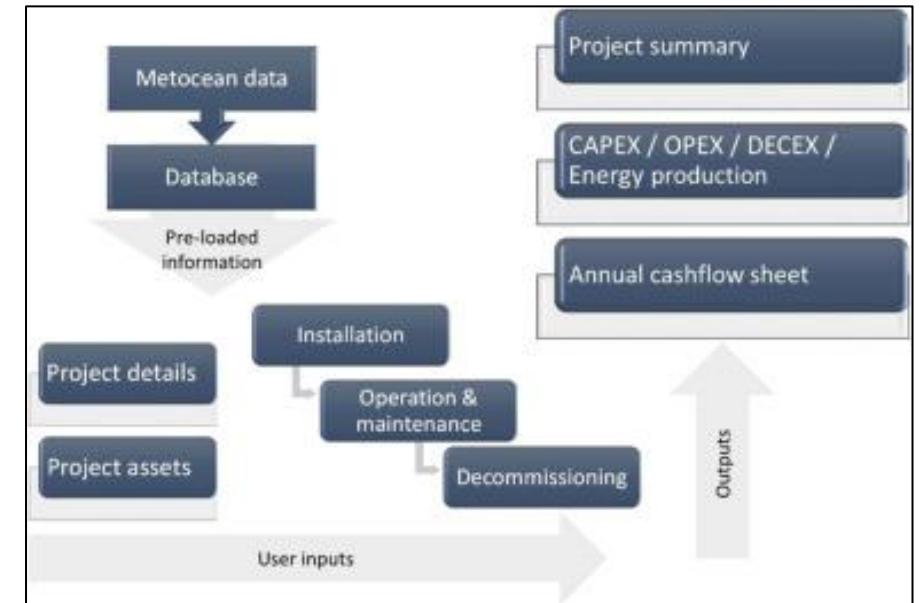 Metocean data
Database
Pre-loaded
information
Project details
Project assets
Installation
Operation &
maintenance
Decommissioning
User inputs
Project summary
CAPEX / OPEX / DECEX /
Energy production
Annual cashflow sheet
Outputs